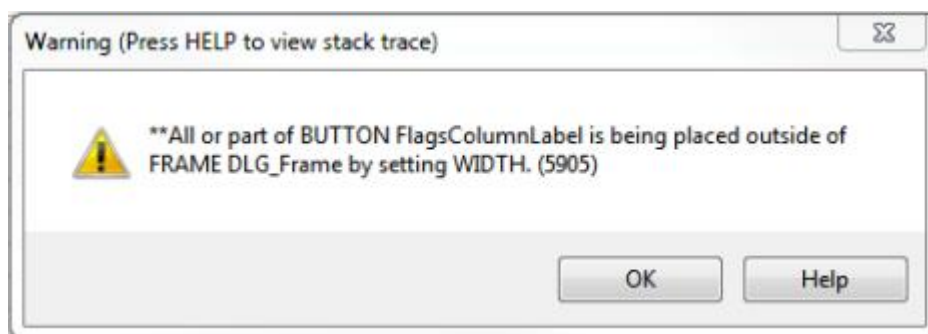 Warning (Press HELP to view stack trace)
**All or part of BUTTON FlagsColumnLabel is being placed outside of
FRAME DLG_Frame by setting WIDTH. (5905)
OK
Help